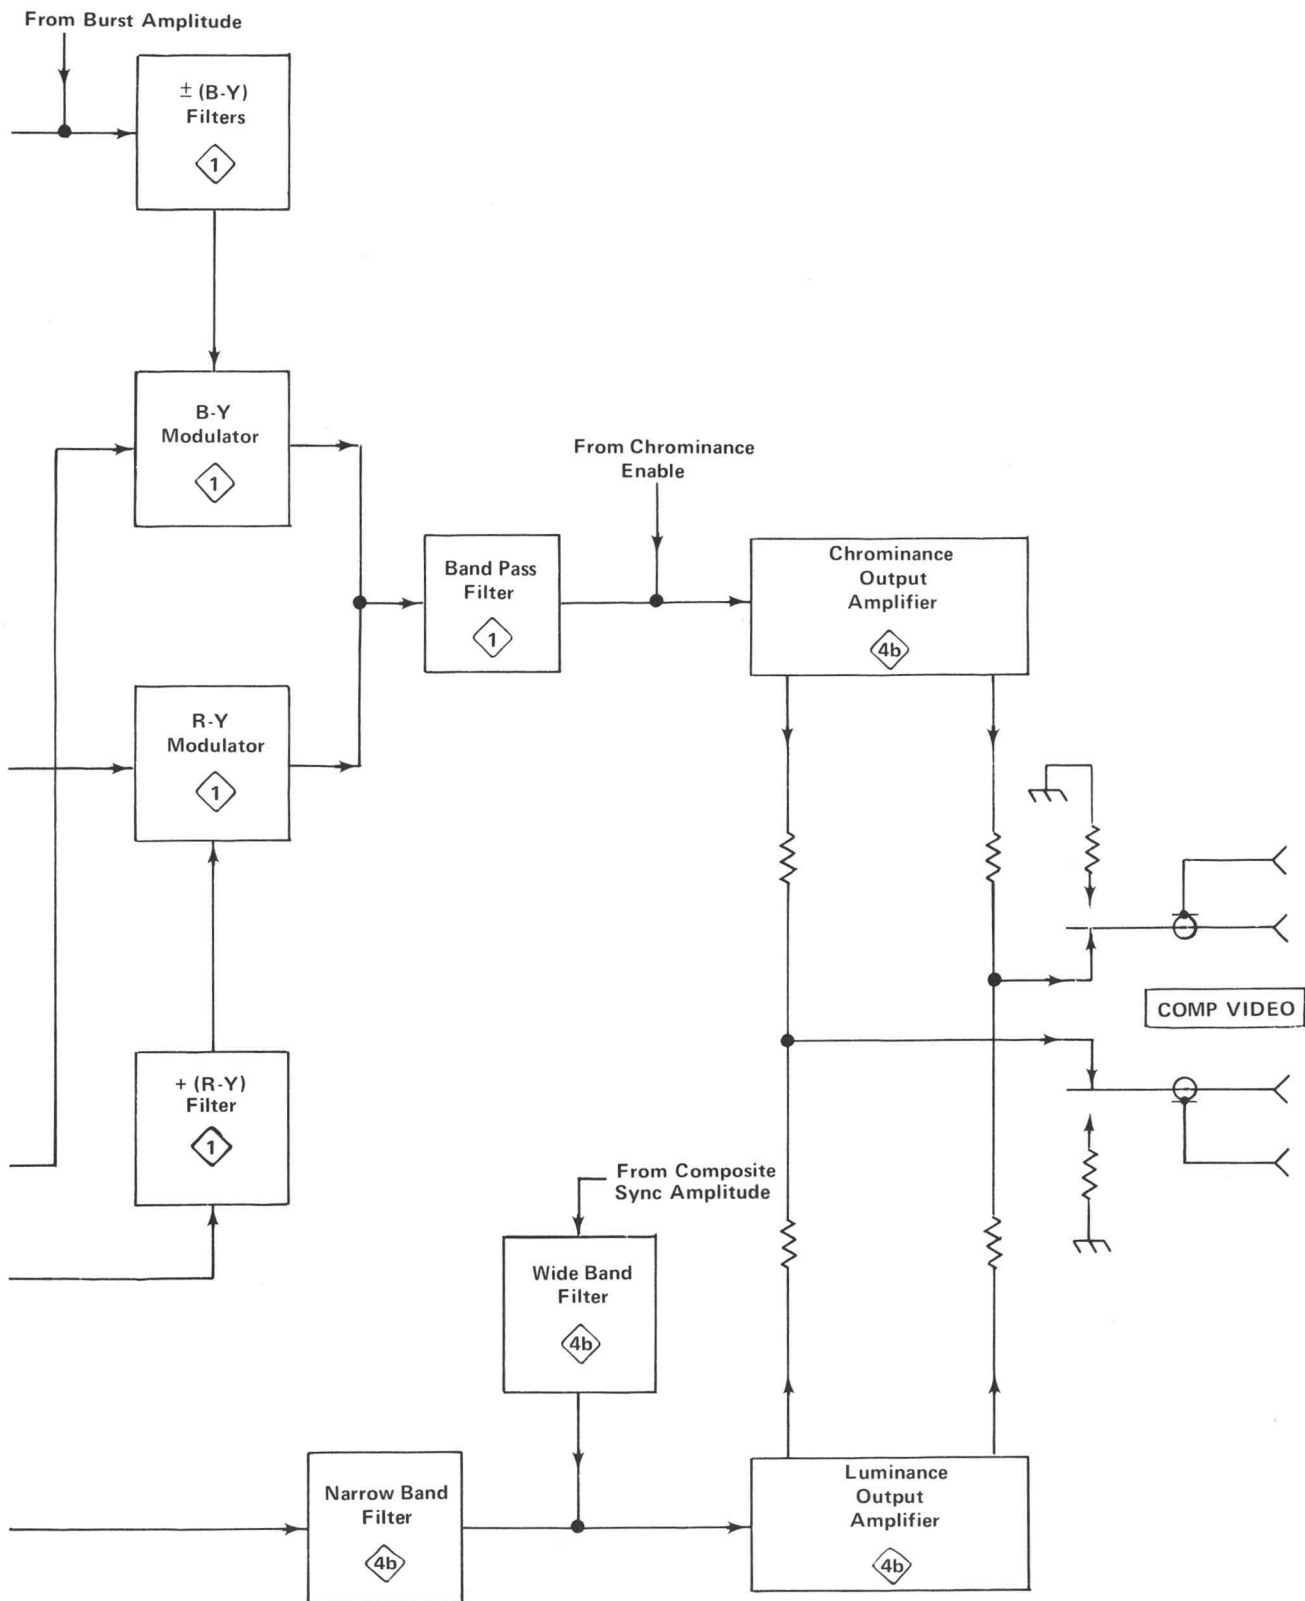 From Burst Amplitude
± (B-Y)
Filters
1
B-Y
Modulator
1
From Chrominance
Enable
Band Pass
Filter
1
Chrominance
Output
Amplifier
4b
R-Y
Modulator
1
COMP VIDEO
+ (R-Y)
Filter
1
From Composite
Sync Amplitude
Wide Band
Filter
4b
Narrow Band
Filter
4b
Luminance
Output
Amplifier
4b